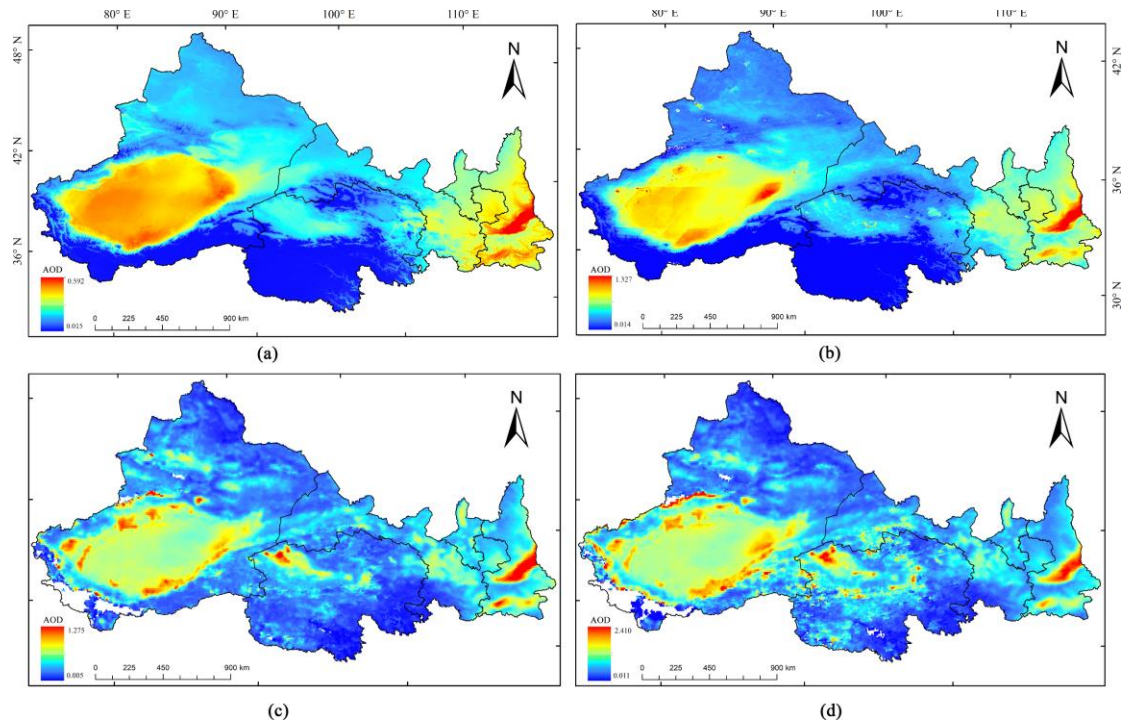 80° E 90° E 100° E 110° E
80° E 90° E 100° E 110° E
48° N
42° N
36° N
N
AOD
0.592
0.015
0 225 450 900 km
(a)
N
42° N
36° N
30° N
AOD
1.327
0.014
0 225 450 900 km
(b)
N
AOD
1.275
0.005
0 225 450 900 km
(c)
N
AOD
2.410
0.011
0 225 450 900 km
(d)